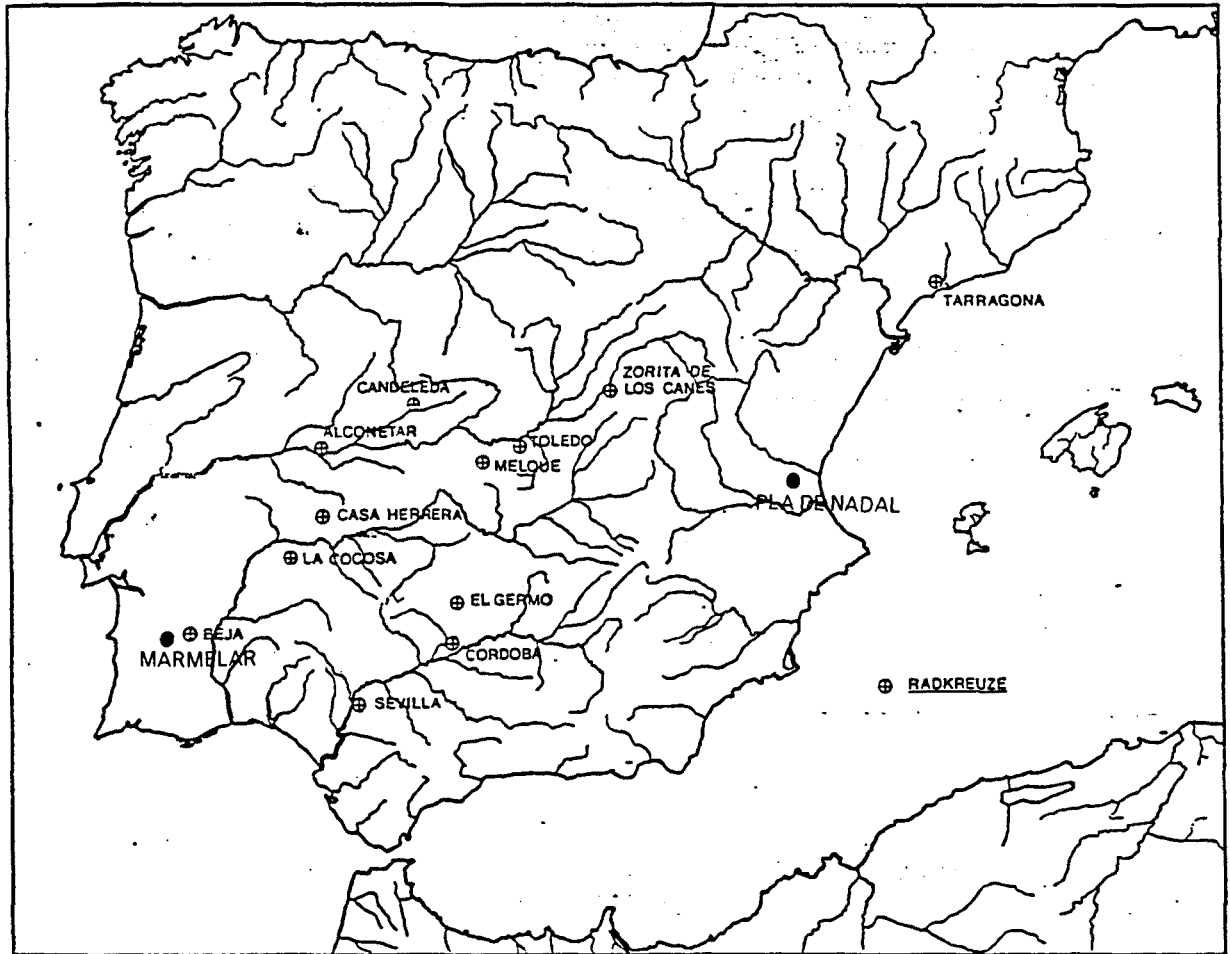 TARRAGONA
ZORITA DE
LOS CANES
CANDELEDA
ALCONETAR
TOLEDO
MELQUE
PLA DE NADAL
CASA HERRERA
LA COCOSA
EL GERMO
BEJA
MARMELAR
CORDOBA
RADKREUZE
SEVILLA